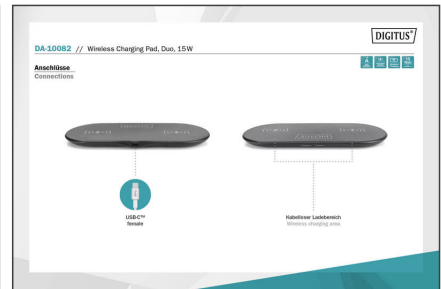 DIGITUS®
DA-10082 // Wireless Charging Pad, Duo, 15W
Anschlüsse
Connections
USB-C™
female
Kabelloser Ladebereich
Wireless charging area